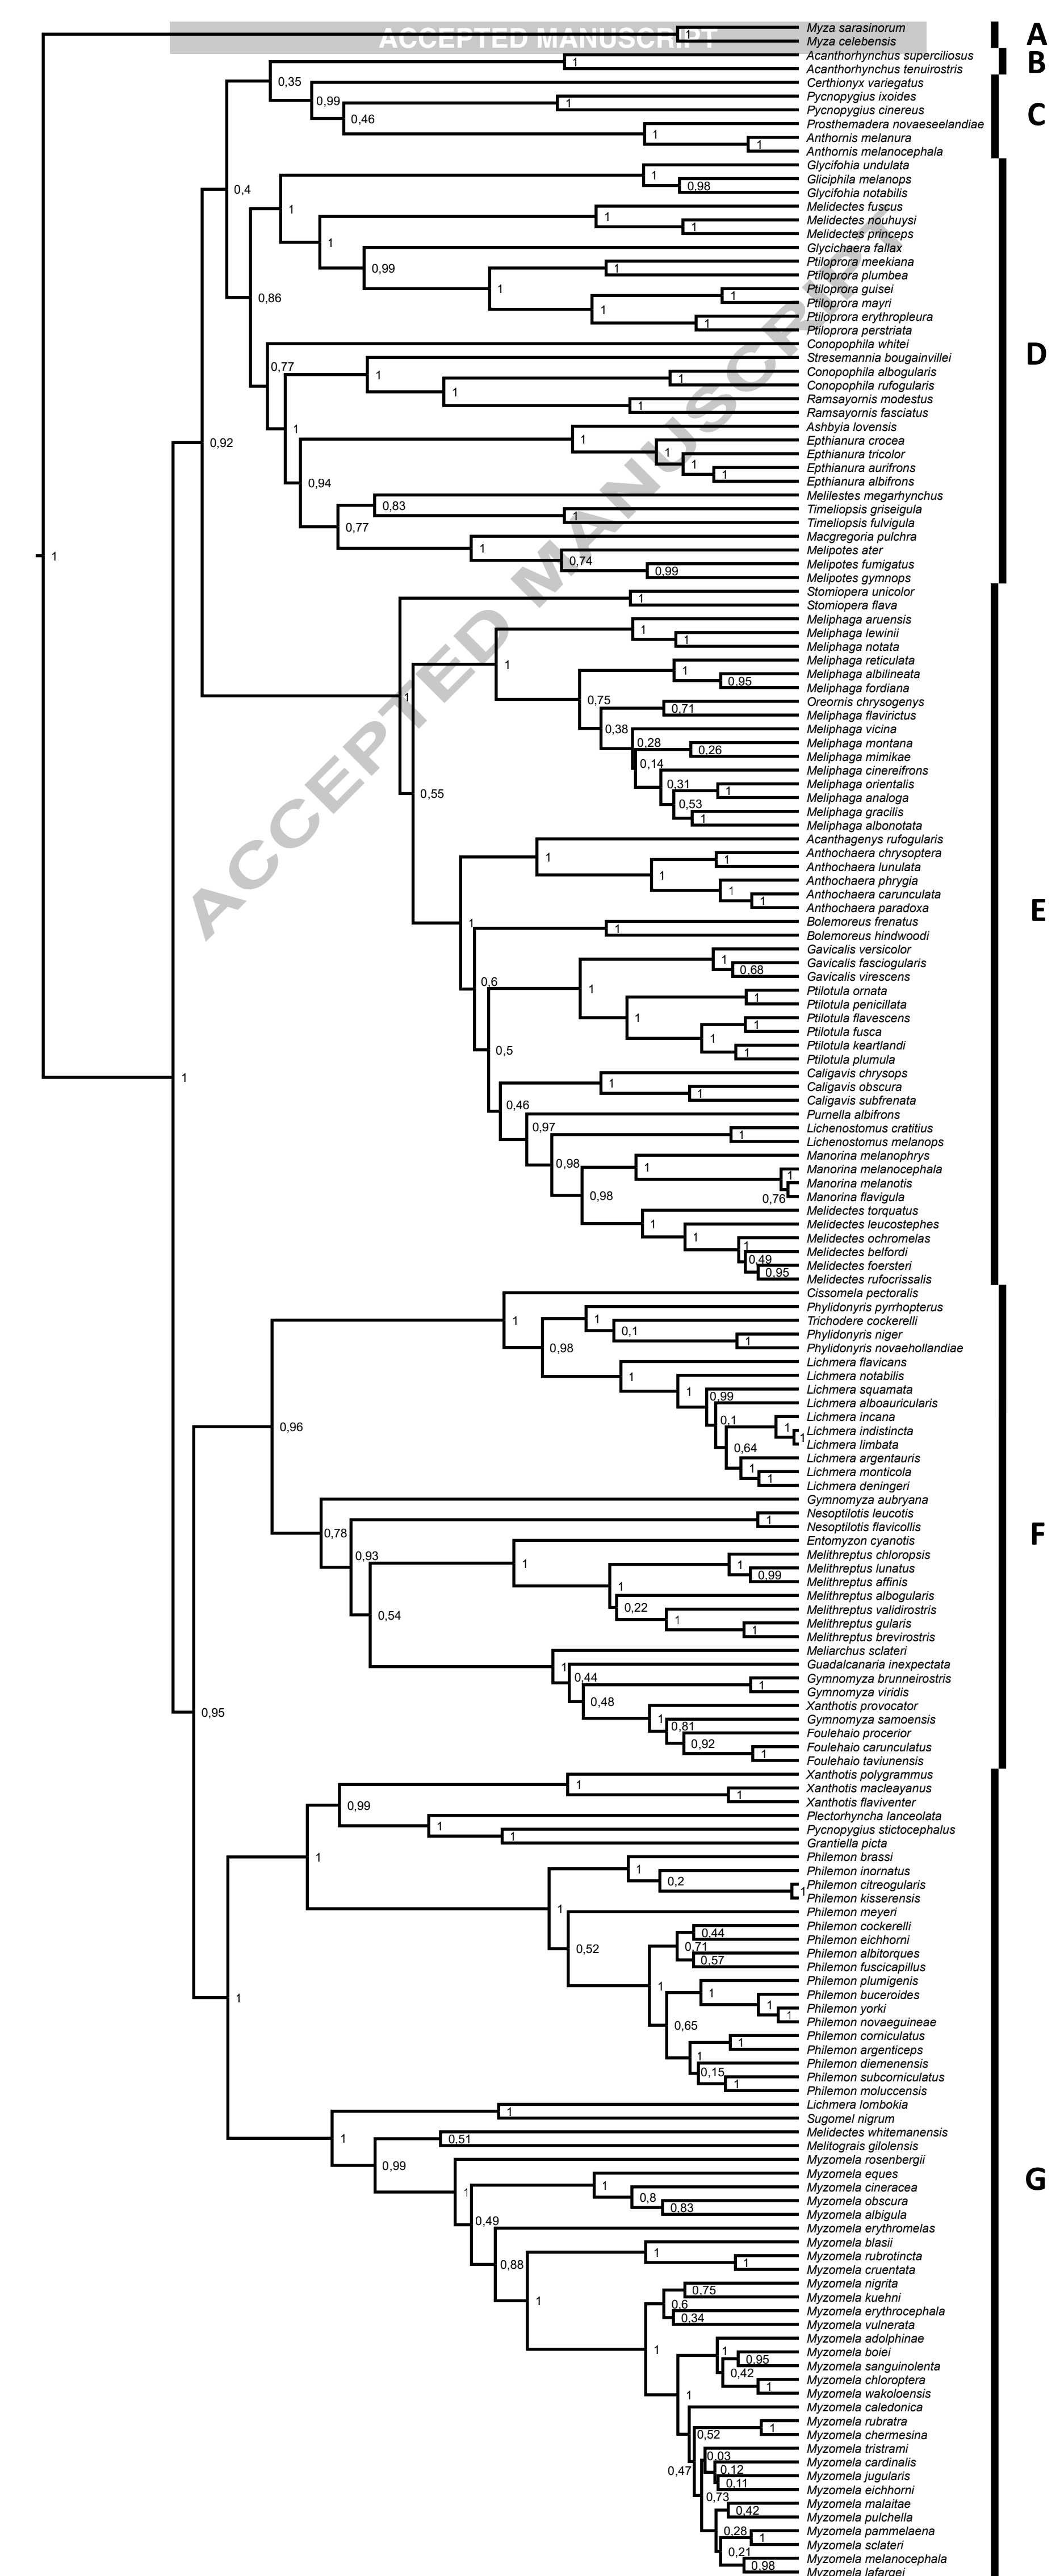 ACCEPTED MANUSCRIPT
ACCEPTED MANUSCRIPT
A
B
C
D
E
F
G
Myza sarasinorum
Myza celebensis
Acanthorhynchus superciliosus
Acanthorhynchus tenuirostris
Certhionyx variegatus
Pycnopygius ixoides
Pycnopygius cinereus
Prosthemadera novaeseelandiae
Anthornis melanura
Anthornis melanocephala
Glycifohia undulata
Gliciphila melanops
Glycifohia notabilis
Melidectes fuscus
Melidectes nouhuysi
Melidectes princeps
Glycichaera fallax
Ptiloprora meekiana
Ptiloprora plumbea
Ptiloprora guisei
Ptiloprora mayri
Ptiloprora erythropleura
Ptiloprora perstriata
Conopophila whitei
Stresemannia bougainvillei
Conopophila albogularis
Conopophila rufogularis
Ramsayornis modestus
Ramsayornis fasciatus
Ashbyia lovensis
Epthianura crocea
Epthianura tricolor
Epthianura aurifrons
Epthianura albifrons
Melilestes megarhynchus
Timeliopsis griseigula
Timeliopsis fulvigula
Macgregoria pulchra
Melipotes ater
Melipotes fumigatus
Melipotes gymnops
Stomiopera unicolor
Stomiopera flava
Meliphaga aruensis
Meliphaga lewinii
Meliphaga notata
Meliphaga reticulata
Meliphaga albilineata
Meliphaga fordiana
Oreornis chrysogenys
Meliphaga flavirictus
Meliphaga vicina
Meliphaga montana
Meliphaga mimikae
Meliphaga cinereifrons
Meliphaga orientalis
Meliphaga analoga
Meliphaga gracilis
Meliphaga albonotata
Acanthagenys rufogularis
Anthochaera chrysoptera
Anthochaera lunulata
Anthochaera phrygia
Anthochaera carunculata
Anthochaera paradoxa
Bolemoreus frenatus
Bolemoreus hindwoodi
Gavicalis versicolor
Gavicalis fasciogularis
Gavicalis virescens
Ptilotula ornata
Ptilotula penicillata
Ptilotula flavescens
Ptilotula fusca
Ptilotula keartlandi
Ptilotula plumula
Caligavis chrysops
Caligavis obscura
Caligavis subfrenata
Purnella albifrons
Lichenostomus cratitius
Lichenostomus melanops
Manorina melanophrys
Manorina melanocephala
Manorina melanotis
Manorina flavigula
Melidectes torquatus
Melidectes leucostephes
Melidectes ochromelas
Melidectes belfordi
Melidectes foersteri
Melidectes rufocrissalis
Cissomela pectoralis
Phylidonyris pyrrhopterus
Trichodere cockerelli
Phylidonyris niger
Phylidonyris novaehollandiae
Lichmera flavicans
Lichmera notabilis
Lichmera squamata
Lichmera alboauricularis
Lichmera incana
Lichmera indistincta
Lichmera limbata
Lichmera argentauris
Lichmera monticola
Lichmera deningeri
Gymnomyza aubryana
Nesoptilotis leucotis
Nesoptilotis flavicollis
Entomyzon cyanotis
Melithreptus chloropsis
Melithreptus lunatus
Melithreptus affinis
Melithreptus albogularis
Melithreptus validirostris
Melithreptus gularis
Melithreptus brevirostris
Meliarchus sclateri
Guadalcanaria inexpectata
Gymnomyza brunneirostris
Gymnomyza viridis
Xanthotis provocator
Gymnomyza samoensis
Foulehaio procerior
Foulehaio carunculatus
Foulehaio taviunensis
Xanthotis polygrammus
Xanthotis macleayanus
Xanthotis flaviventer
Plectorhyncha lanceolata
Pycnopygius stictocephalus
Grantiella picta
Philemon brassi
Philemon inornatus
Philemon citreogularis
Philemon kisserensis
Philemon meyeri
Philemon cockerelli
Philemon eichhorni
Philemon albitorques
Philemon fuscicapillus
Philemon plumigenis
Philemon buceroides
Philemon yorki
Philemon novaeguineae
Philemon corniculatus
Philemon argenticeps
Philemon diemenensis
Philemon subcorniculatus
Philemon moluccensis
Lichmera lombokia
Sugomel nigrum
Melidectes whitemanensis
Melitograis gilolensis
Myzomela rosenbergii
Myzomela eques
Myzomela cineracea
Myzomela obscura
Myzomela albigula
Myzomela erythromelas
Myzomela blasii
Myzomela rubrotincta
Myzomela cruentata
Myzomela nigrita
Myzomela kuehni
Myzomela erythrocephala
Myzomela vulnerata
Myzomela adolphinae
Myzomela boiei
Myzomela sanguinolenta
Myzomela chloroptera
Myzomela wakoloensis
Myzomela caledonica
Myzomela rubratra
Myzomela chermesina
Myzomela tristrami
Myzomela cardinalis
Myzomela jugularis
Myzomela eichhorni
Myzomela malaitae
Myzomela pulchella
Myzomela pammelaena
Myzomela sclateri
Myzomela melanocephala
Myzomela lafargei